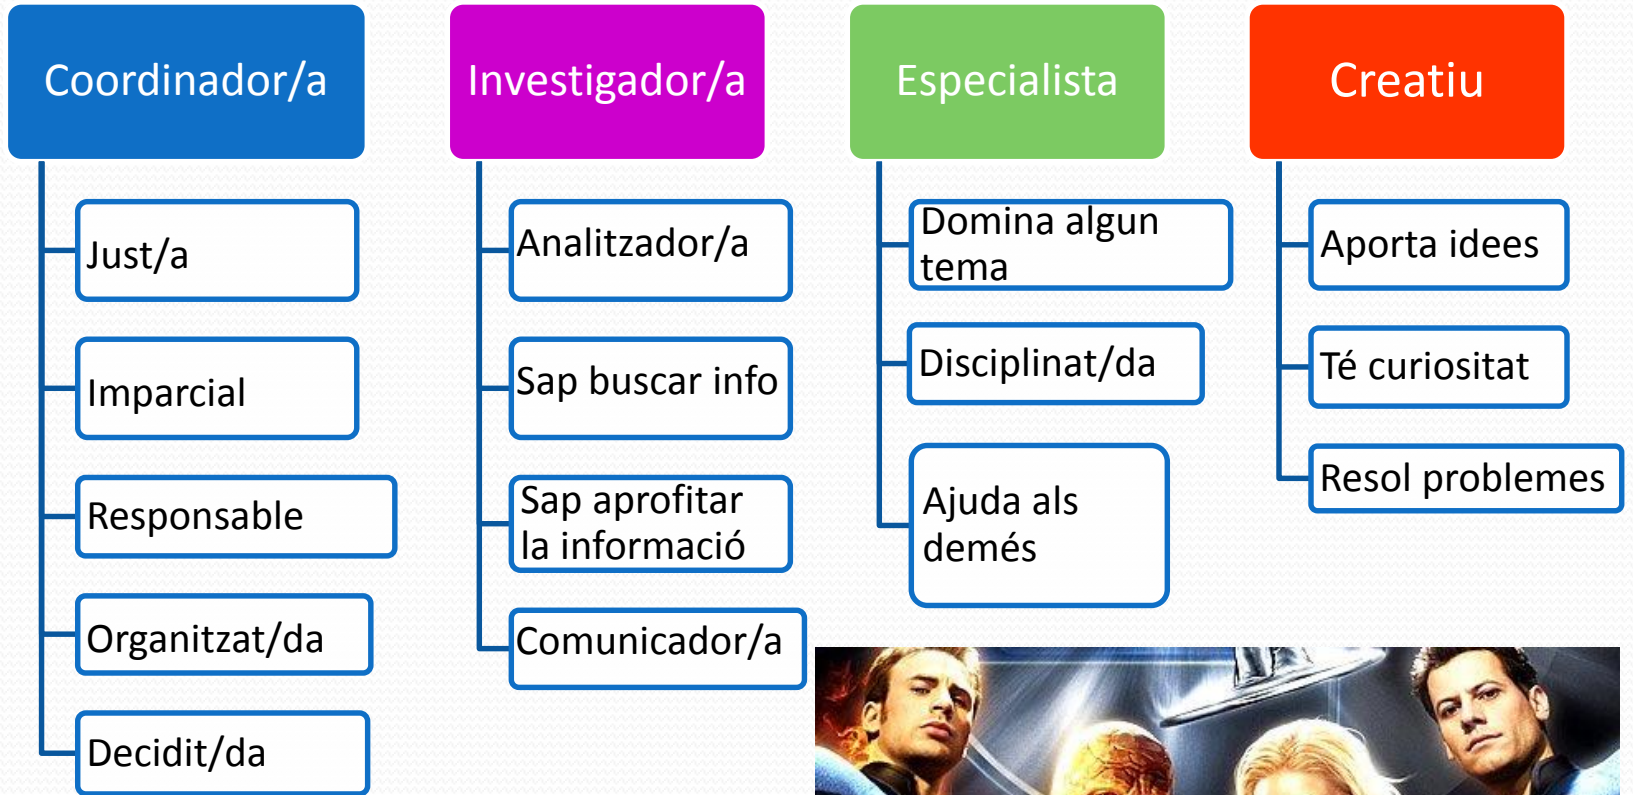 Coordinador/a
Just/a
Imparcial
Responsable
Organitzat/da
Decidit/da
Investigador/a
Analitzador/a
Sap buscar info
Sap aprofitar
la informació
Comunicador/a
Especialista
Domina algun
tema
Disciplinat/da
Ajuda als
demés
Creatiu
Aporta idees
Té curiositat
Resol problemes